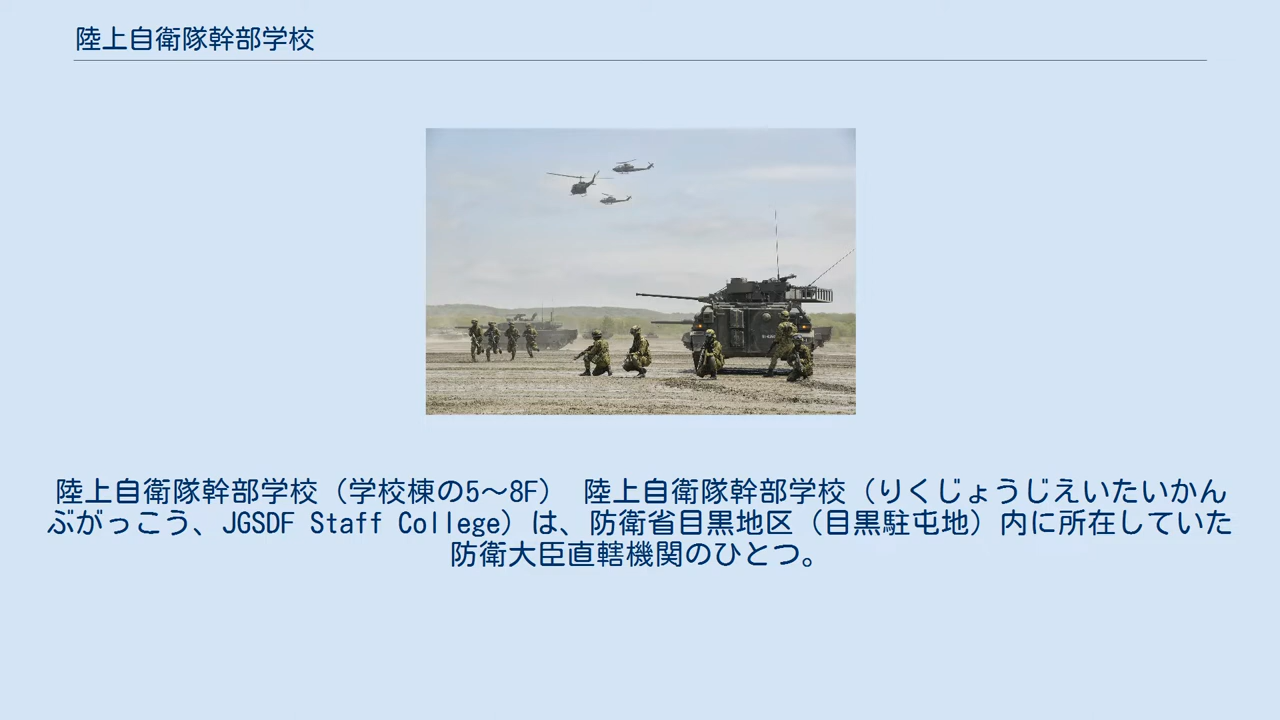 陸上自衛隊幹部学校
陸上自衛隊幹部学校（学校棟の5〜8F）　陸上自衛隊幹部学校（りくじょうじえいたいかん
ぶがっこう、JGSDF Staff College）は、防衛省目黒地区（目黒駐屯地）内に所在していた
防衛大臣直轄機関のひとつ。